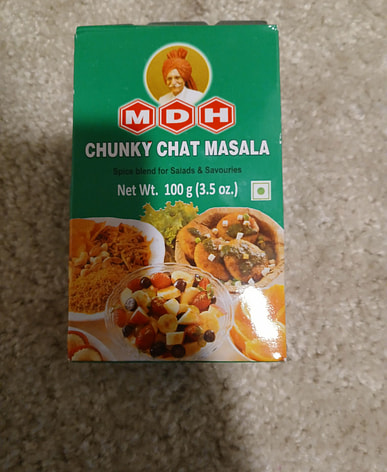 MDH
CHUNKY CHAT MASALA
Spice blend for Salads & Savouries
Net Wt. 100 g (3.5 oz.)